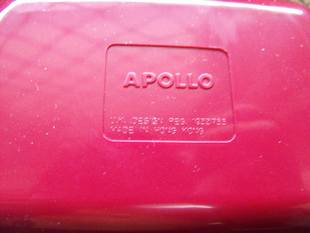 APOLLO
U.K. DESIGN REG.
MADE IN HONG KONG